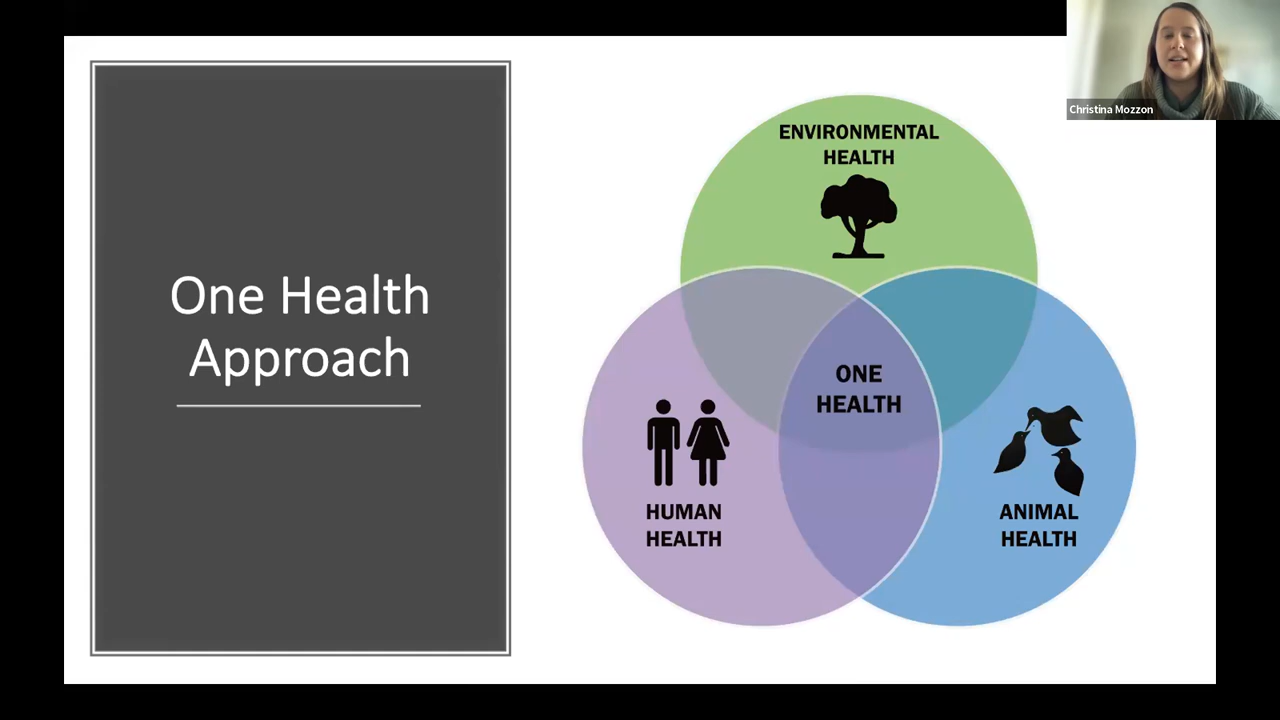 One Health
Approach
ENVIRONMENTAL
HEALTH
ONE
HEALTH
HUMAN
HEALTH
ANIMAL
HEALTH
Christina Mozzon